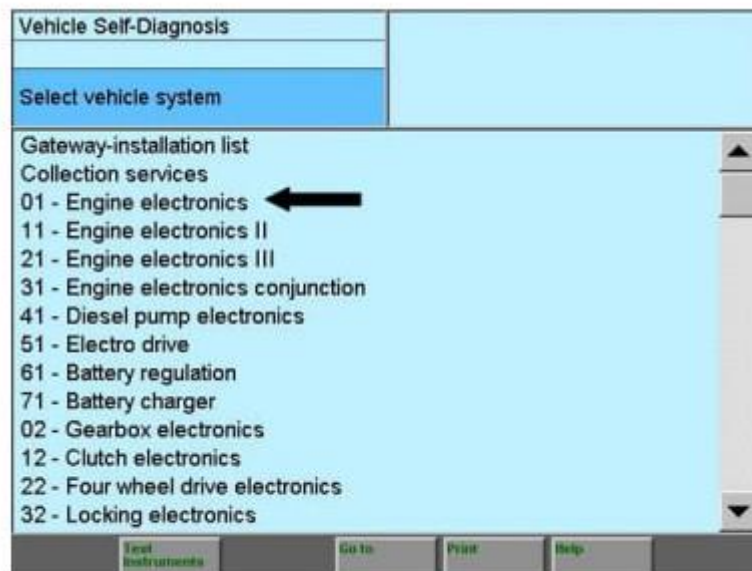 Vehicle Self-Diagnosis
Select vehicle system
Gateway-installation list
Collection services
01 - Engine electronics
11 - Engine electronics II
21 - Engine electronics III
31 - Engine electronics conjunction
41 - Diesel pump electronics
51 - Electro drive
61 - Battery regulation
71 - Battery charger
02 - Gearbox electronics
12 - Clutch electronics
22 - Four wheel drive electronics
32 - Locking electronics
Test
Instruments
Go to
Print
Help